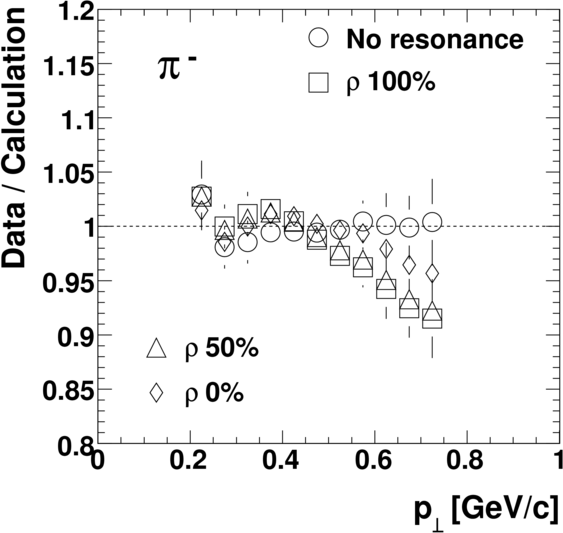 Data / Calculation
1.2
1.15
1.1
1.05
1
0.95
0.9
0.85
0.8
π-
No resonance
ρ 100%
ρ 50%
ρ 0%
0 0.2 0.4 0.6 0.8 1
p⊥ [GeV/c]